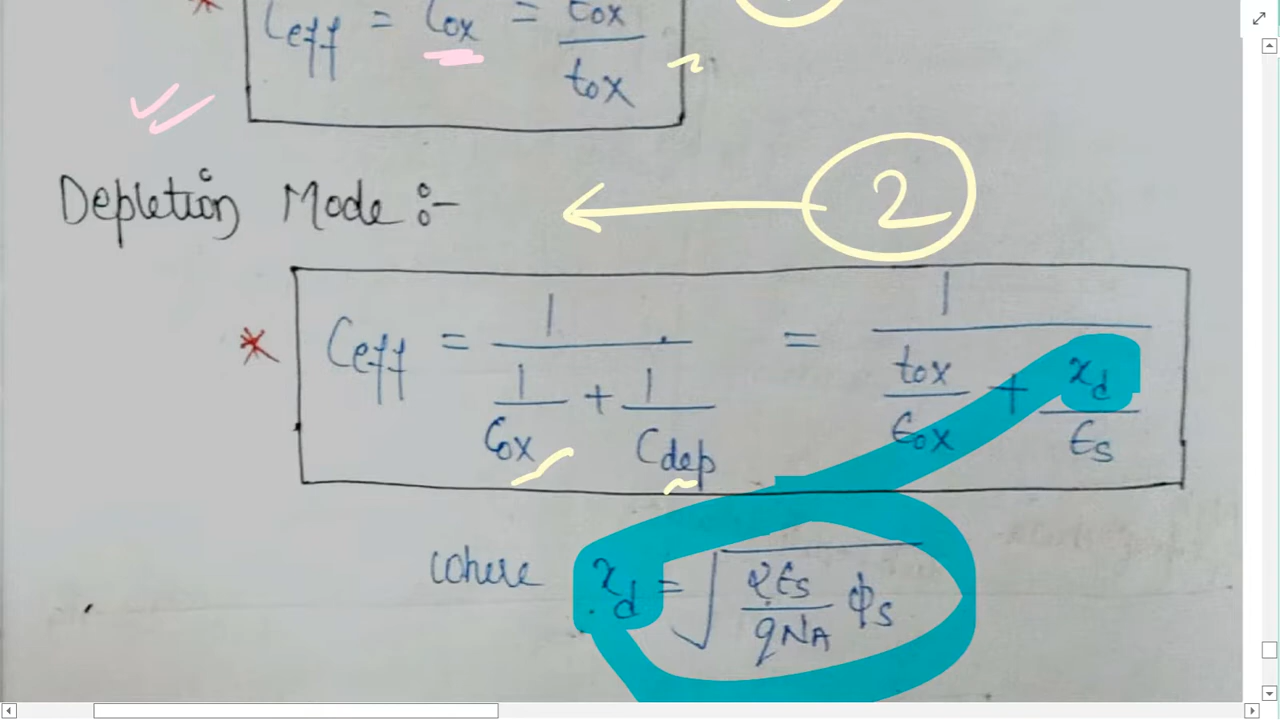 * Ceff = Cox = εox / tox
2
Depletion Mode :-
* Ceff = 1 / (1/Cox + 1/Cdep) = 1 / (tox/εox + xd/εs)
where xd = √(2εs/qNA φs)